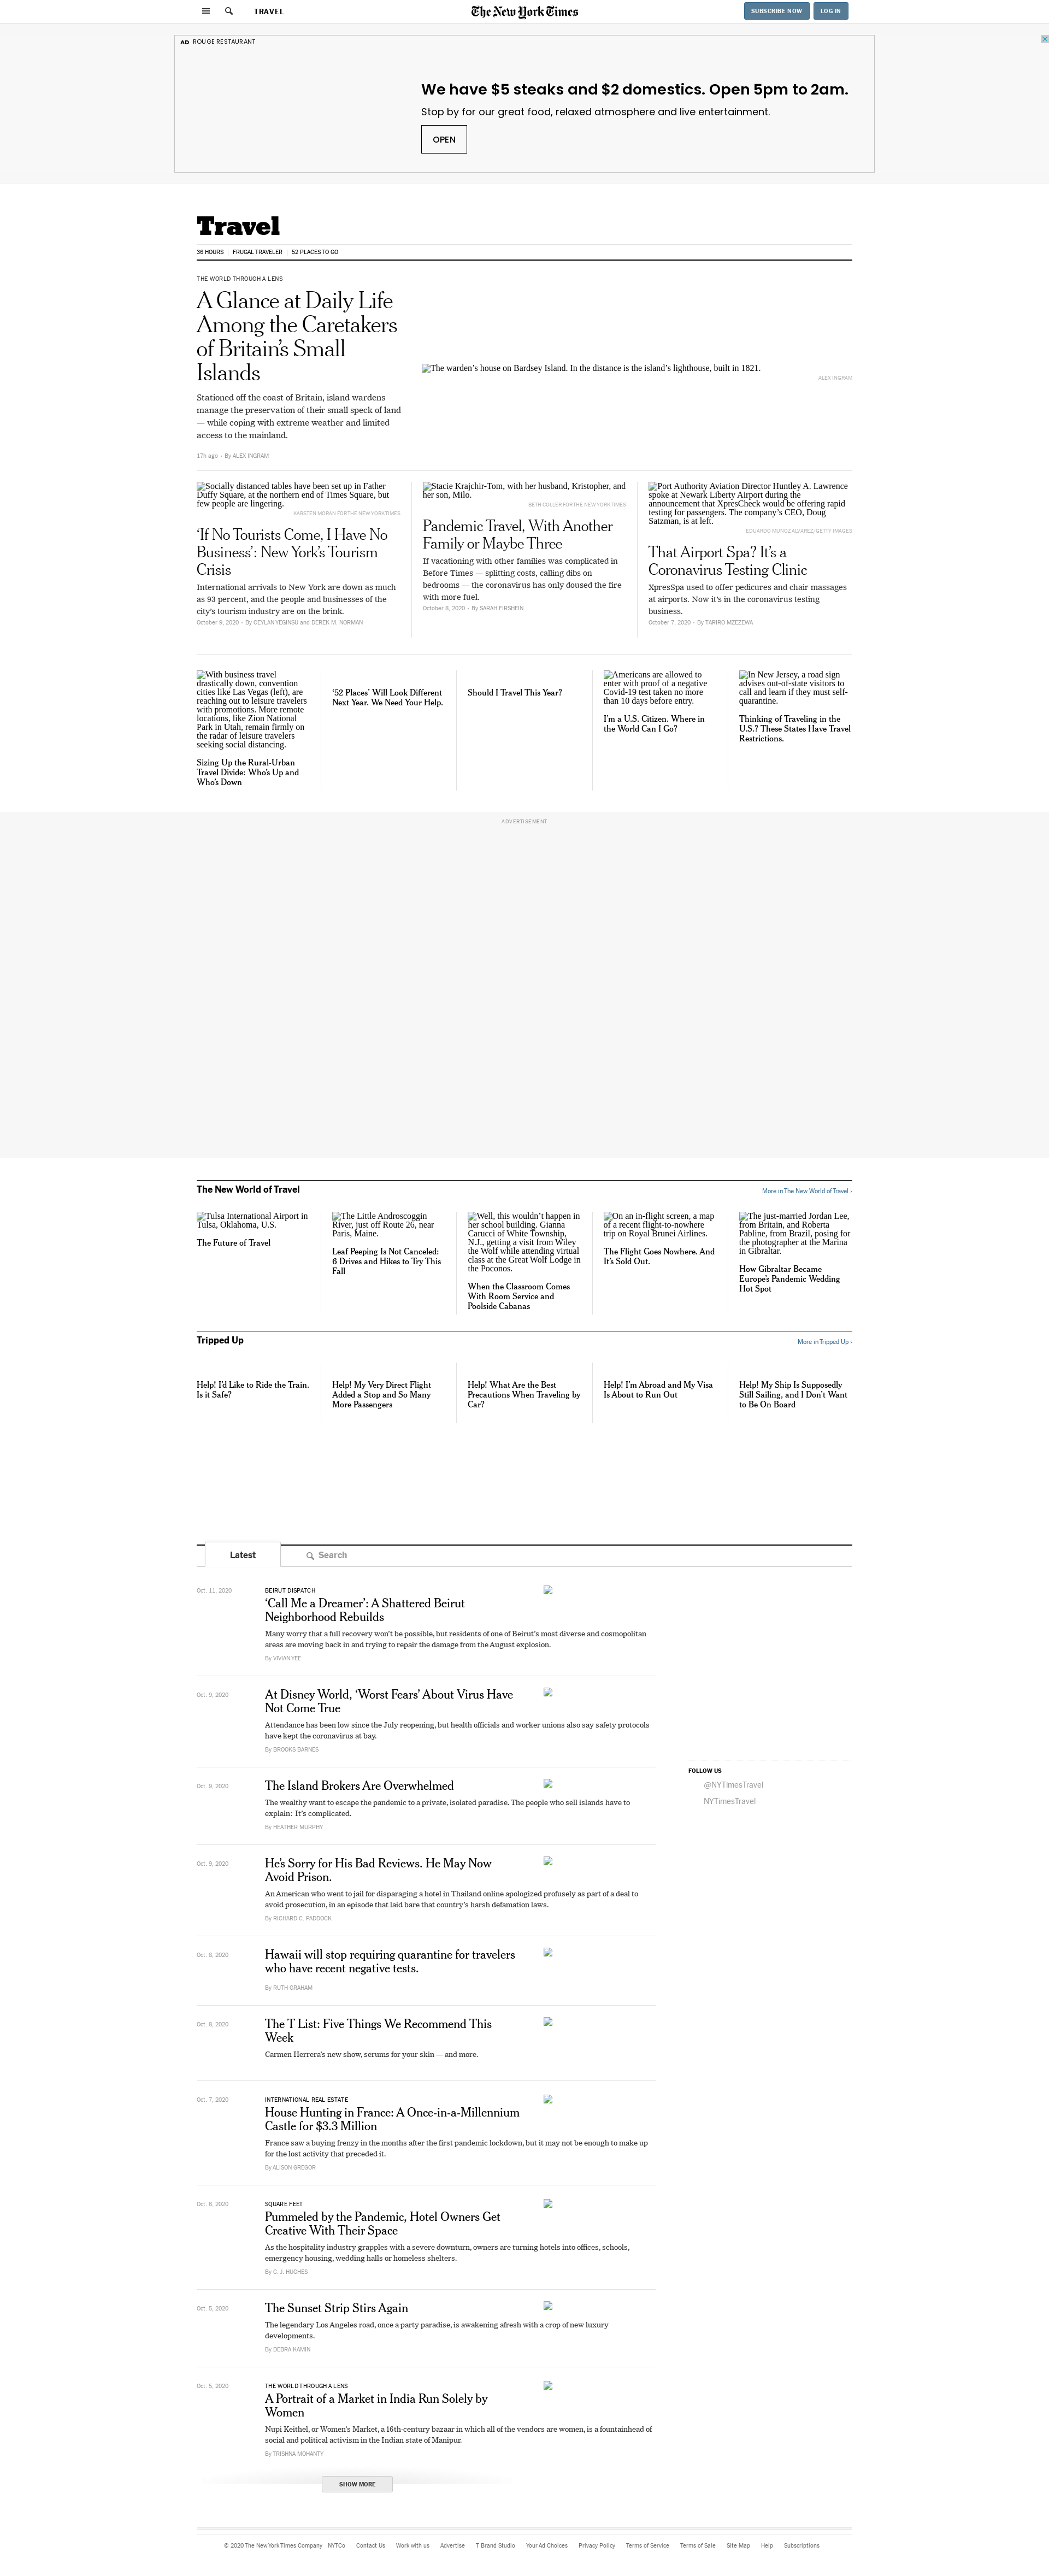 TRAVEL
The New York Times
SUBSCRIBE NOW
LOG IN
AD ROUGE RESTAURANT
We have $5 steaks and $2 domestics. Open 5pm to 2am.
Stop by for our great food, relaxed atmosphere and live entertainment.
OPEN
Travel
36 HOURS
FRUGAL TRAVELER
52 PLACES TO GO
THE WORLD THROUGH A LENS
A Glance at Daily Life
Among the Caretakers
of Britain’s Small
Islands
Stationed off the coast of Britain, island wardens
manage the preservation of their small speck of land
— while coping with extreme weather and limited
access to the mainland.
17h ago - By ALEX INGRAM
The warden’s house on Bardsey Island. In the distance is the island’s lighthouse, built in 1821.
ALEX INGRAM
Socially distanced tables have been set up in Father
Duffy Square, at the northern end of Times Square, but
few people are lingering.
KARSTEN MORAN FOR THE NEW YORK TIMES
‘If No Tourists Come, I Have No
Business’: New York’s Tourism
Crisis
International arrivals to New York are down as much
as 93 percent, and the people and businesses of the
city’s tourism industry are on the brink.
October 9, 2020 - By CEYLAN YEGINSU and DEREK M. NORMAN
Stacie Krajchir-Tom, with her husband, Kristopher, and
her son, Milo.
BETH COLLER FOR THE NEW YORK TIMES
Pandemic Travel, With Another
Family or Maybe Three
If vacationing with other families was complicated in
Before Times — splitting costs, calling dibs on
bedrooms — the coronavirus has only doused the fire
with more fuel.
October 8, 2020 - By SARAH FIRSHEIN
Port Authority Aviation Director Huntley A. Lawrence
spoke at Newark Liberty Airport during the
announcement that XpresCheck would be offering rapid
testing for passengers. The company’s CEO, Doug
Satzman, is at left.
EDUARDO MUNOZ ALVAREZ/GETTY IMAGES
That Airport Spa? It’s a
Coronavirus Testing Clinic
XpresSpa used to offer pedicures and chair massages
at airports. Now it’s in the coronavirus testing
business.
October 7, 2020 - By TARIRO MZEZEWA
With business travel
drastically down, convention
cities like Las Vegas (left), are
reaching out to leisure travelers
with promotions. More remote
locations, like Zion National
Park in Utah, remain firmly on
the radar of leisure travelers
seeking social distancing.
Sizing Up the Rural-Urban
Travel Divide: Who’s Up and
Who’s Down
‘52 Places’ Will Look Different
Next Year. We Need Your Help.
Should I Travel This Year?
Americans are allowed to
enter with proof of a negative
Covid-19 test taken no more
than 10 days before entry.
I’m a U.S. Citizen. Where in
the World Can I Go?
In New Jersey, a road sign
advises out-of-state visitors to
call and learn if they must self-
quarantine.
Thinking of Traveling in the
U.S.? These States Have Travel
Restrictions.
ADVERTISEMENT
The New World of Travel
More in The New World of Travel ›
Tulsa International Airport in
Tulsa, Oklahoma, U.S.
The Future of Travel
The Little Androscoggin
River, just off Route 26, near
Paris, Maine.
Leaf Peeping Is Not Canceled:
6 Drives and Hikes to Try This
Fall
Well, this wouldn’t happen in
her school building. Gianna
Carucci of White Township,
N.J., getting a visit from Wiley
the Wolf while attending virtual
class at the Great Wolf Lodge in
the Poconos.
When the Classroom Comes
With Room Service and
Poolside Cabanas
On an in-flight screen, a map
of a recent flight-to-nowhere
trip on Royal Brunei Airlines.
The Flight Goes Nowhere. And
It’s Sold Out.
The just-married Jordan Lee,
from Britain, and Roberta
Pabline, from Brazil, posing for
the photographer at the Marina
in Gibraltar.
How Gibraltar Became
Europe’s Pandemic Wedding
Hot Spot
Tripped Up
More in Tripped Up ›
Help! I’d Like to Ride the Train.
Is it Safe?
Help! My Very Direct Flight
Added a Stop and So Many
More Passengers
Help! What Are the Best
Precautions When Traveling by
Car?
Help! I’m Abroad and My Visa
Is About to Run Out
Help! My Ship Is Supposedly
Still Sailing, and I Don’t Want
to Be On Board
Latest
Search
Oct. 11, 2020
BEIRUT DISPATCH
‘Call Me a Dreamer’: A Shattered Beirut
Neighborhood Rebuilds
Many worry that a full recovery won’t be possible, but residents of one of Beirut’s most diverse and cosmopolitan
areas are moving back in and trying to repair the damage from the August explosion.
By VIVIAN YEE
Oct. 9, 2020
At Disney World, ‘Worst Fears’ About Virus Have
Not Come True
Attendance has been low since the July reopening, but health officials and worker unions also say safety protocols
have kept the coronavirus at bay.
By BROOKS BARNES
Oct. 9, 2020
The Island Brokers Are Overwhelmed
The wealthy want to escape the pandemic to a private, isolated paradise. The people who sell islands have to
explain: It’s complicated.
By HEATHER MURPHY
FOLLOW US
@NYTimesTravel
NYTimesTravel
Oct. 9, 2020
He’s Sorry for His Bad Reviews. He May Now
Avoid Prison.
An American who went to jail for disparaging a hotel in Thailand online apologized profusely as part of a deal to
avoid prosecution, in an episode that laid bare that country’s harsh defamation laws.
By RICHARD C. PADDOCK
Oct. 8, 2020
Hawaii will stop requiring quarantine for travelers
who have recent negative tests.
By RUTH GRAHAM
Oct. 8, 2020
The T List: Five Things We Recommend This
Week
Carmen Herrera’s new show, serums for your skin — and more.
Oct. 7, 2020
INTERNATIONAL REAL ESTATE
House Hunting in France: A Once-in-a-Millennium
Castle for $3.3 Million
France saw a buying frenzy in the months after the first pandemic lockdown, but it may not be enough to make up
for the lost activity that preceded it.
By ALISON GREGOR
Oct. 6, 2020
SQUARE FEET
Pummeled by the Pandemic, Hotel Owners Get
Creative With Their Space
As the hospitality industry grapples with a severe downturn, owners are turning hotels into offices, schools,
emergency housing, wedding halls or homeless shelters.
By C. J. HUGHES
Oct. 5, 2020
The Sunset Strip Stirs Again
The legendary Los Angeles road, once a party paradise, is awakening afresh with a crop of new luxury
developments.
By DEBRA KAMIN
Oct. 5, 2020
THE WORLD THROUGH A LENS
A Portrait of a Market in India Run Solely by
Women
Nupi Keithel, or Women’s Market, a 16th-century bazaar in which all of the vendors are women, is a fountainhead of
social and political activism in the Indian state of Manipur.
By TRISHNA MOHANTY
SHOW MORE
© 2020 The New York Times Company NYTCo Contact Us Work with us Advertise T Brand Studio Your Ad Choices Privacy Policy Terms of Service Terms of Sale Site Map Help Subscriptions